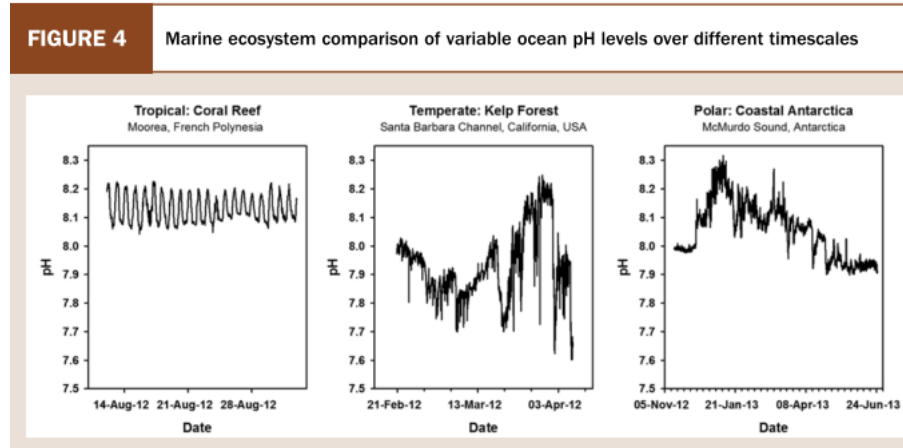 FIGURE 4
Marine ecosystem comparison of variable ocean pH levels over different timescales
Tropical: Coral Reef
Moorea, French Polynesia
8.3
8.2
8.1
8.0
7.9
7.8
7.7
7.6
7.5
pH
14-Aug-12 21-Aug-12 28-Aug-12
Date
Temperate: Kelp Forest
Santa Barbara Channel, California, USA
8.3
8.2
8.1
8.0
7.9
7.8
7.7
7.6
7.5
pH
21-Feb-12 13-Mar-12 03-Apr-12
Date
Polar: Coastal Antarctica
McMurdo Sound, Antarctica
8.3
8.2
8.1
8.0
7.9
7.8
7.7
7.6
7.5
pH
05-Nov-12 21-Jan-13 08-Apr-13 24-Jun-13
Date